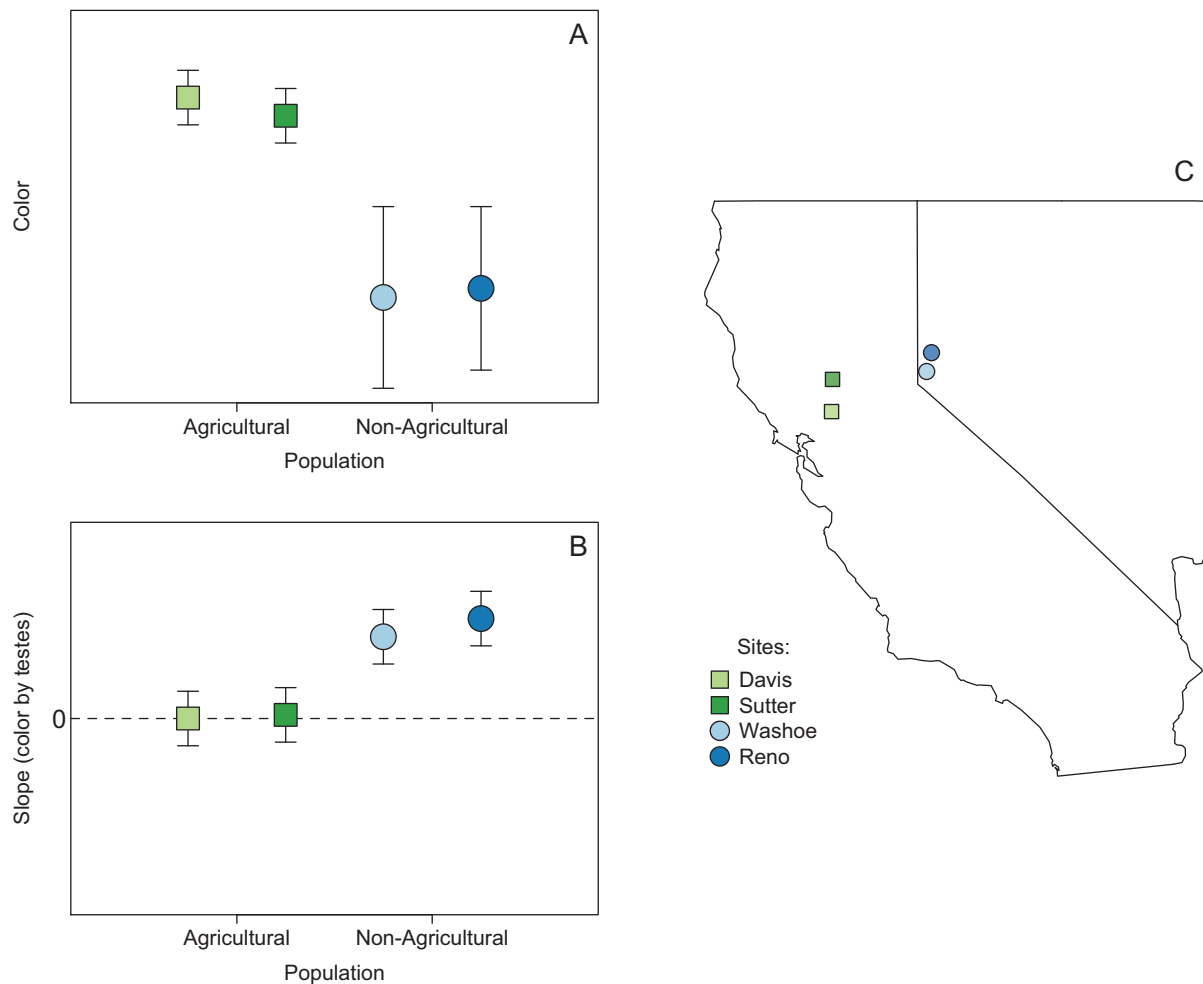 A
Color
Agricultural
Non-Agricultural
Population
B
Slope (color by testes)
0
Agricultural
Non-Agricultural
Population
C
Sites:
Davis
Sutter
Washoe
Reno